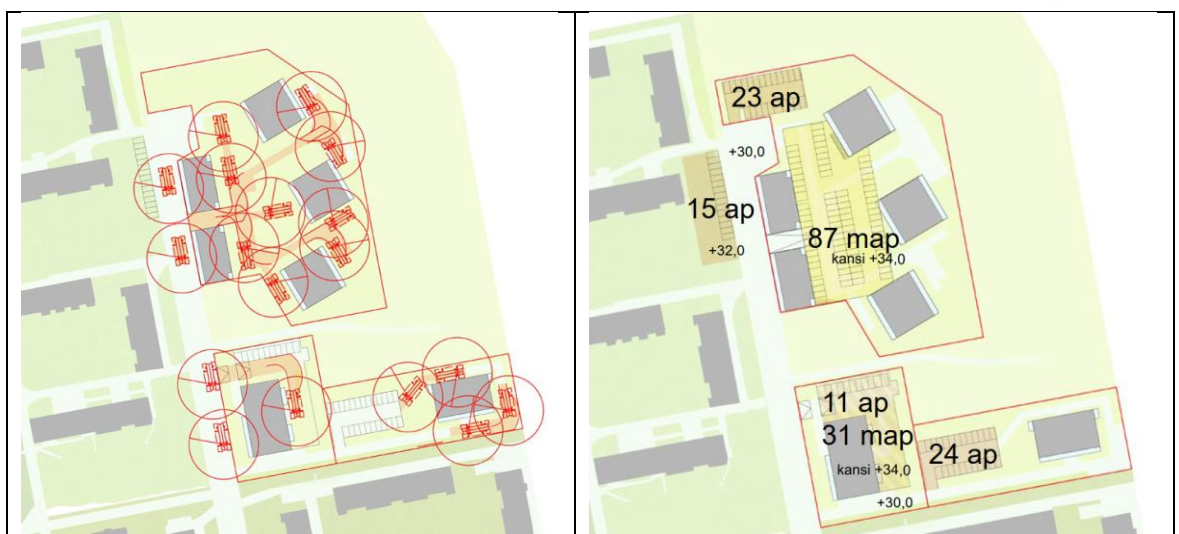 23 ap
+30,0
15 ap
+32,0
87 map
kansi +34,0
11 ap
31 map
24 ap
kansi +34,0
+30,0